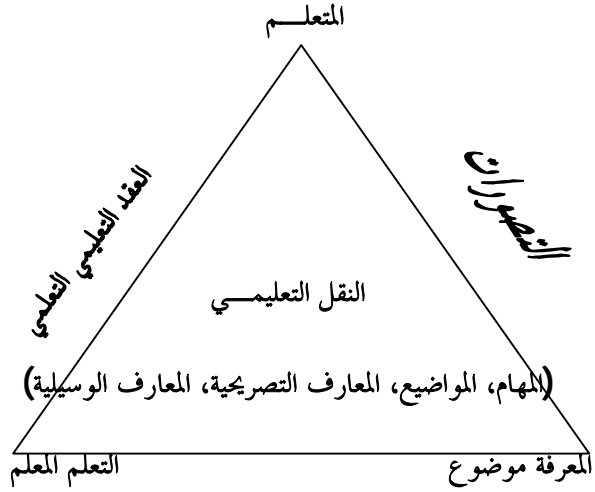 المتعلـــم
التصورات
العقد التعليمي التعلمي
النقل التعليمـــي
(المهام، المواضيع، المعارف التصريحية، المعارف الوسيلية)
المعرفة موضوع
التعلم المعلم